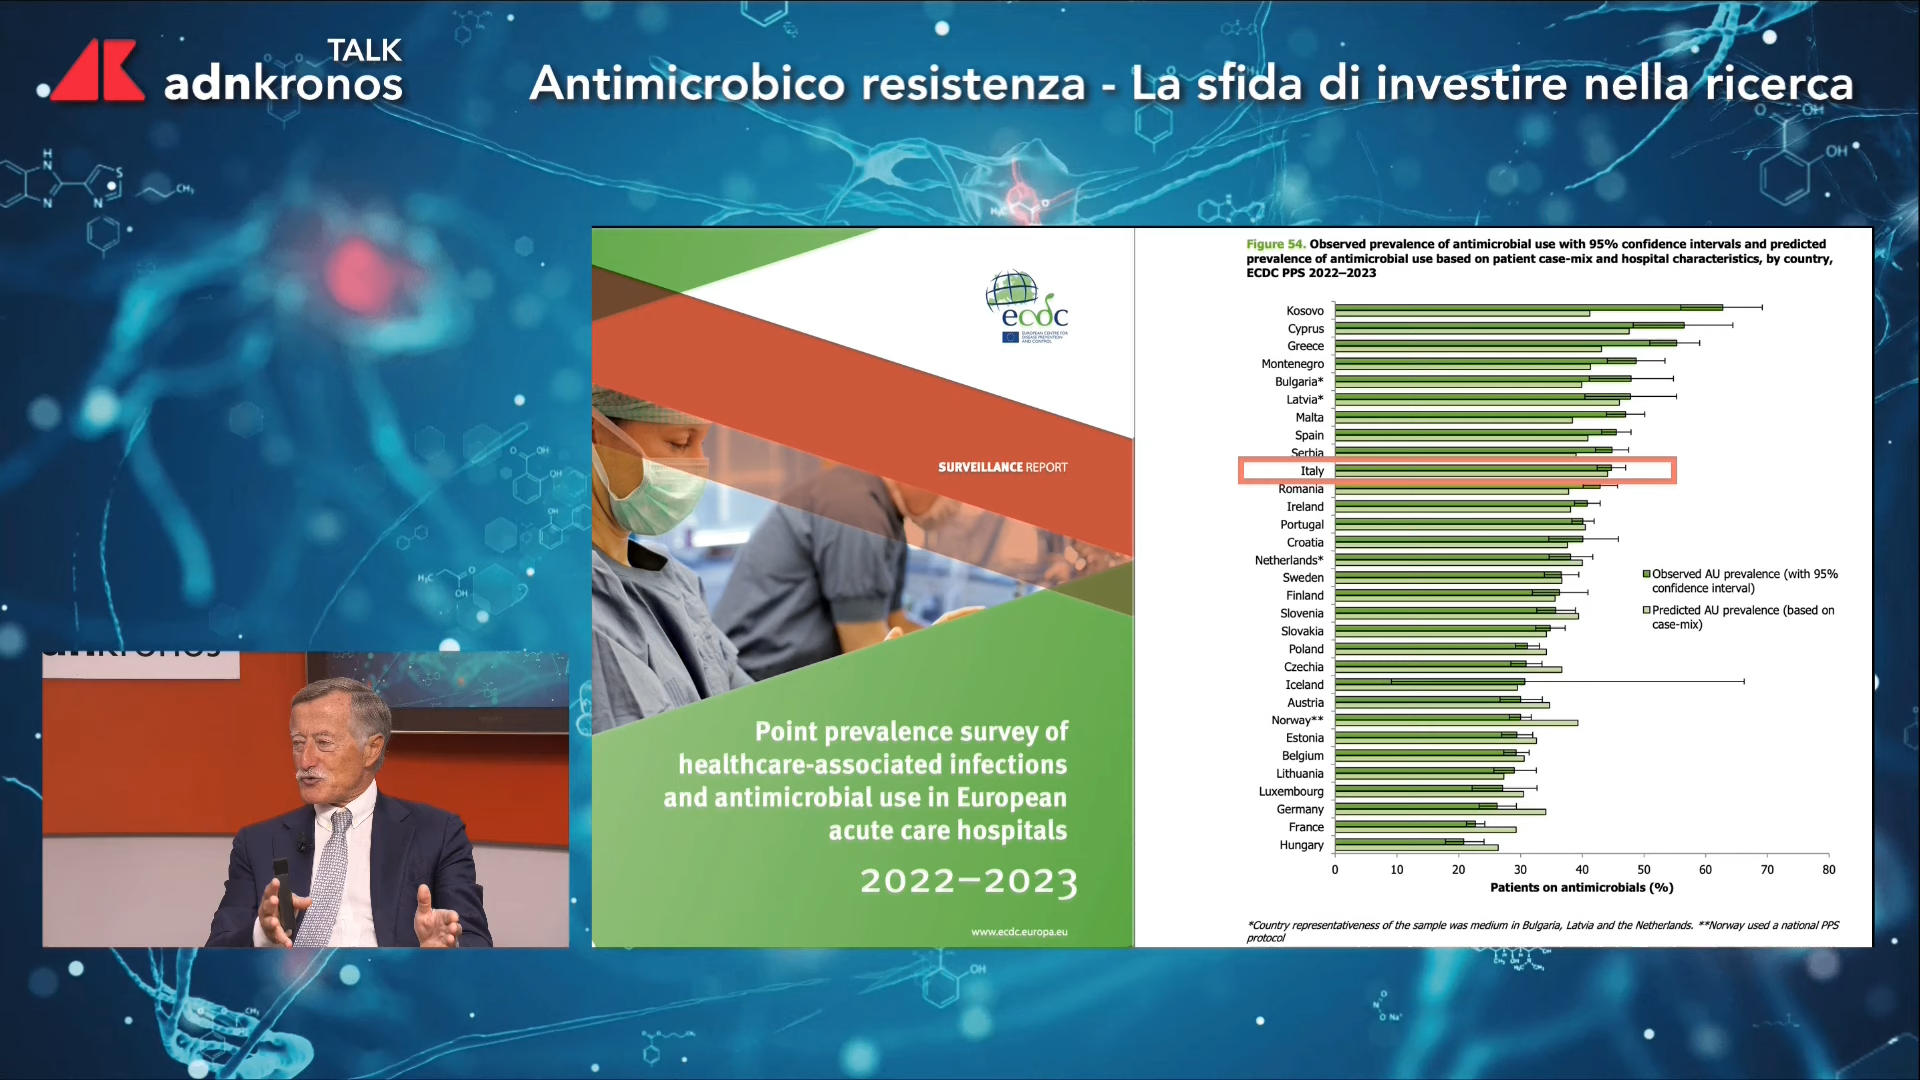 TALK
adnkronos
Antimicrobico resistenza - La sfida di investire nella ricerca
ecdc
EUROPEAN CENTRE FOR
DISEASE PREVENTION
AND CONTROL
SURVEILLANCE REPORT
Point prevalence survey of
healthcare-associated infections
and antimicrobial use in European
acute care hospitals
2022–2023
www.ecdc.europa.eu
Figure 54. Observed prevalence of antimicrobial use with 95% confidence intervals and predicted
prevalence of antimicrobial use based on patient case-mix and hospital characteristics, by country,
ECDC PPS 2022–2023
Kosovo
Cyprus
Greece
Montenegro
Bulgaria*
Latvia*
Malta
Spain
Serbia
Italy
Romania
Ireland
Portugal
Croatia
Netherlands*
Sweden
Finland
Slovenia
Slovakia
Poland
Czechia
Iceland
Austria
Norway**
Estonia
Belgium
Lithuania
Luxembourg
Germany
France
Hungary
0 10 20 30 40 50 60 70 80
Patients on antimicrobials (%)
Observed AU prevalence (with 95%
confidence interval)
Predicted AU prevalence (based on
case-mix)
*Country representativeness of the sample was medium in Bulgaria, Latvia and the Netherlands. **Norway used a national PPS
protocol